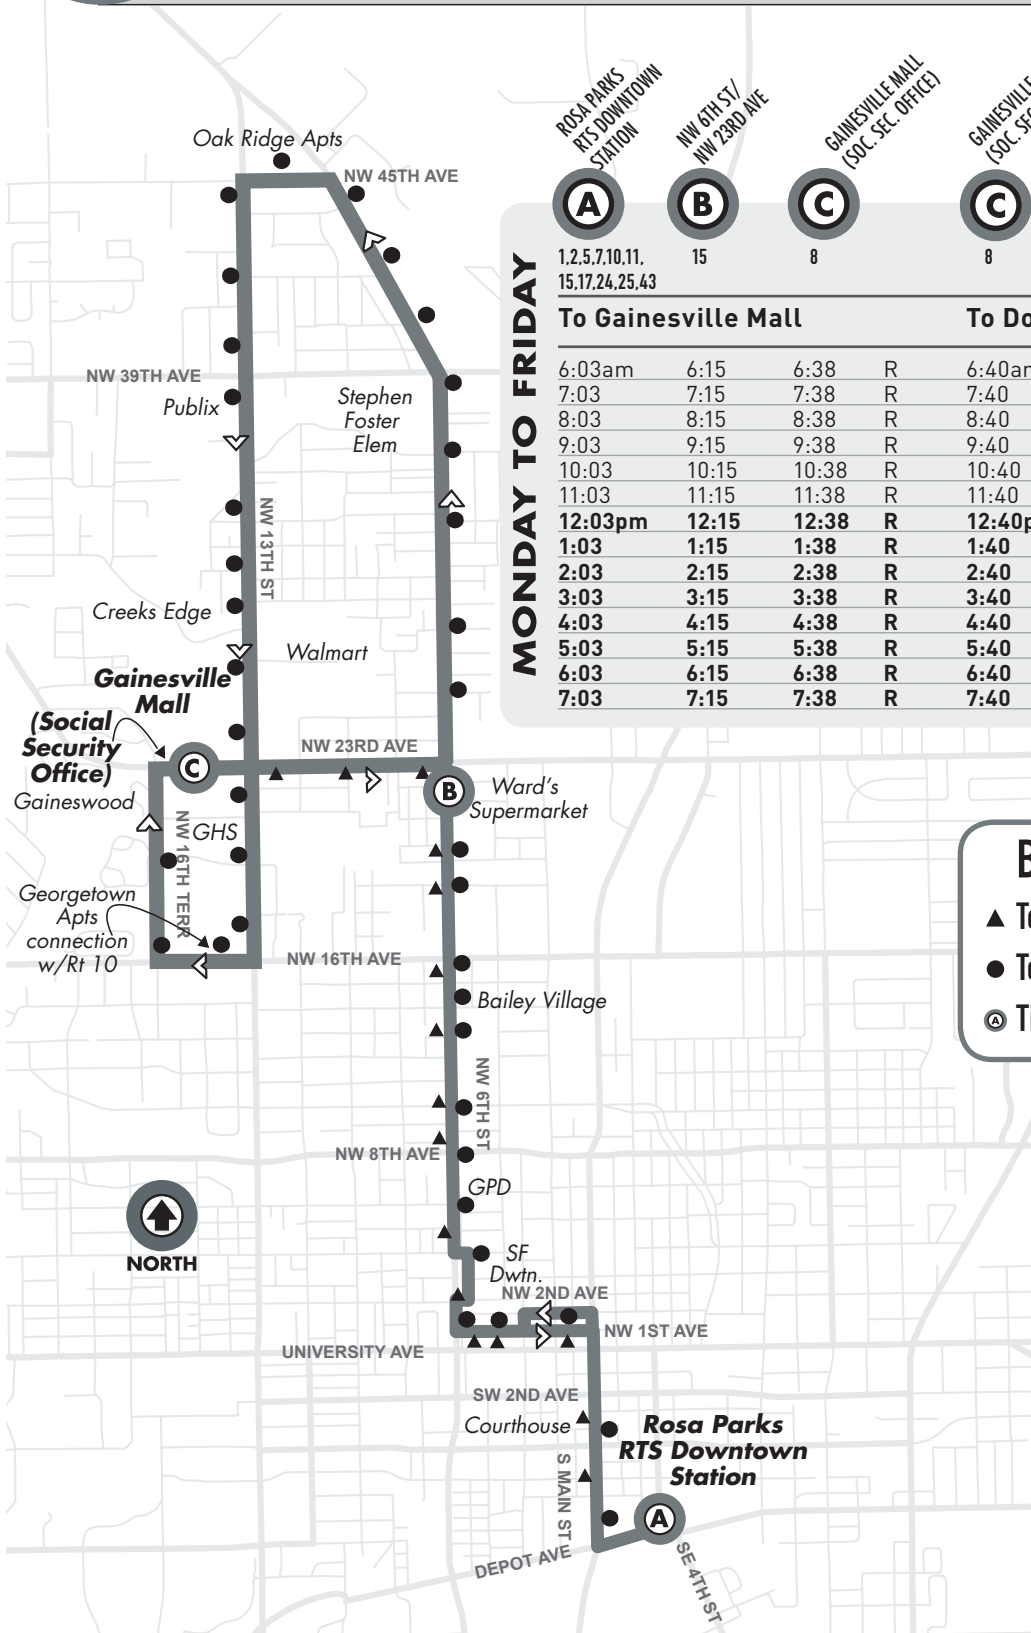 ROSA PARKS
RTS DOWNTOWN
STATION
NW 6TH ST/
NW 23RD AVE
GAINESVILLE MALL
(SOC. SEC. OFFICE)
GAINESVILLE
(SOC. SEC
A B C C
1,2,5,7,10,11,
15,17,24,25,43
15
8
8
MONDAY TO FRIDAY
To Gainesville Mall To Do
6:03am 6:15 6:38 R 6:40am
7:03 7:15 7:38 R 7:40
8:03 8:15 8:38 R 8:40
9:03 9:15 9:38 R 9:40
10:03 10:15 10:38 R 10:40
11:03 11:15 11:38 R 11:40
12:03pm 12:15 12:38 R 12:40p
1:03 1:15 1:38 R 1:40
2:03 2:15 2:38 R 2:40
3:03 3:15 3:38 R 3:40
4:03 4:15 4:38 R 4:40
5:03 5:15 5:38 R 5:40
6:03 6:15 6:38 R 6:40
7:03 7:15 7:38 R 7:40
Oak Ridge Apts
NW 45TH AVE
NW 39TH AVE
Publix
Stephen
Foster
Elem
NW 13TH ST
Creeks Edge
Walmart
Gainesville
Mall
(Social
Security
Office)
NW 23RD AVE
C
B
Gaineswood
Ward's
Supermarket
GHS
NW 16TH TERR
Georgetown
Apts
connection
w/Rt 10
NW 16TH AVE
Bailey Village
A
NW 6TH ST
NW 8TH AVE
GPD
NORTH
SF
Dwtn.
NW 2ND AVE
NW 1ST AVE
UNIVERSITY AVE
SW 2ND AVE
Courthouse
Rosa Parks
RTS Downtown
Station
S MAIN ST
A
DEPOT AVE
SE 4TH ST